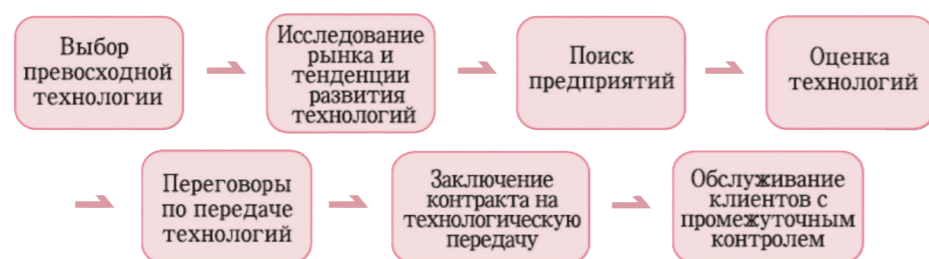 Выбор
превосходной
технологии
Исследование
рынка и
тенденции
развития
технологий
Поиск
предприятий
Оценка
технологий
Переговоры
по передаче
технологий
Заключение
контракта на
технологическую
передачу
Обслуживание
клиентов с
промежуточным
контролем